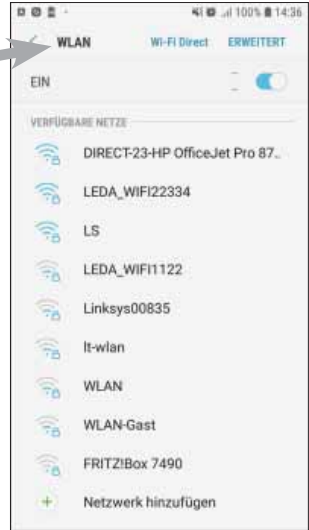 100% 14:36
WLAN Wi-Fi Direct ERWEITERT
EIN
VERFÜGBARE NETZE
DIRECT-23-HP OfficeJet Pro 87..
LEDA_WIFI22334
LS
LEDA_WIFI1122
Linksys00835
lt-wlan
WLAN
WLAN-Gast
FRITZ!Box 7490
Netzwerk hinzufügen